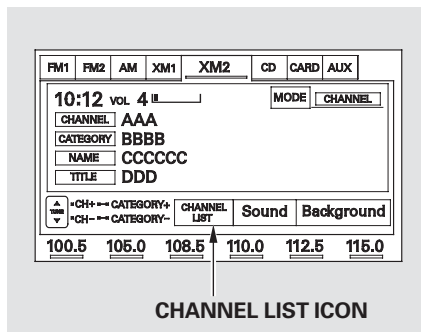 FM1 FM2 AM XM1 XM2 CD CARD AUX
10:12 VOL 4 MODE CHANNEL
CHANNEL AAA
CATEGORY BBBB
NAME CCCCCC
TITLE DDD
TUNE CH+ CATEGORY+ CHANNEL LIST Sound Background
CH- CATEGORY-
100.5 105.0 108.5 110.0 112.5 115.0
CHANNEL LIST ICON